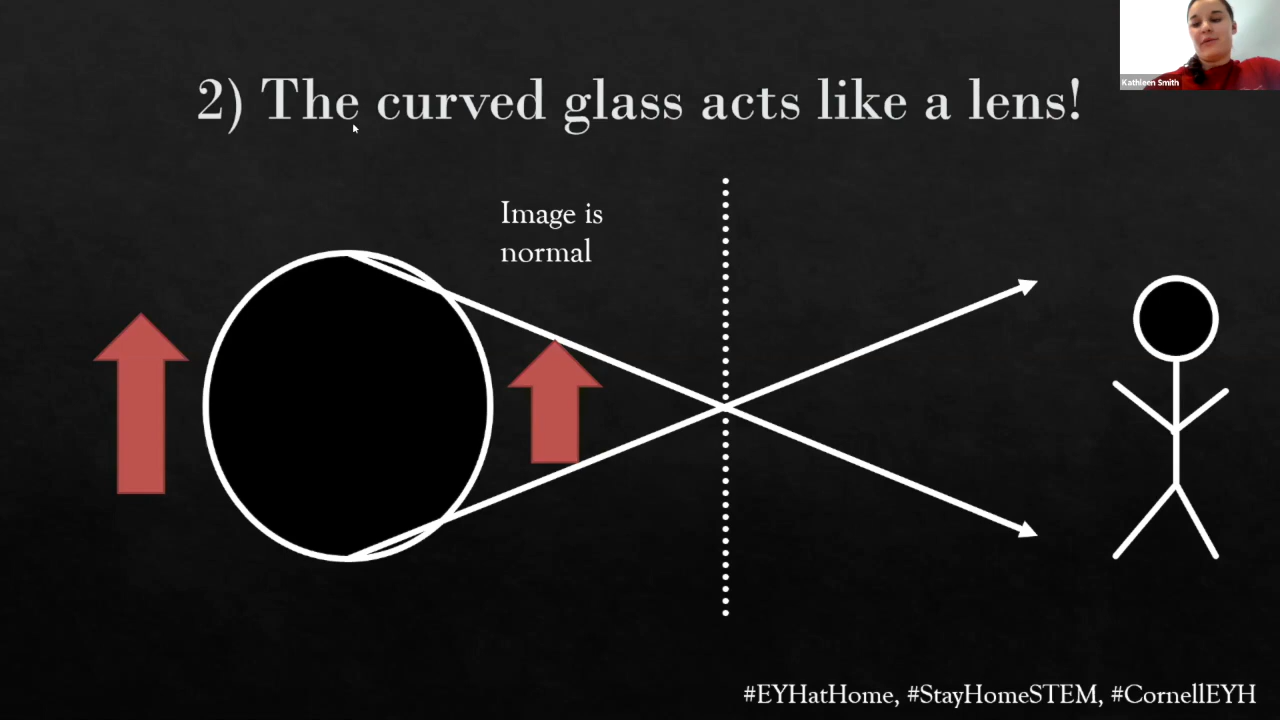 Kathleen Smith
2) The curved glass acts like a lens!
Image is
normal
#EYHatHome, #StayHomeSTEM, #CornellEYH